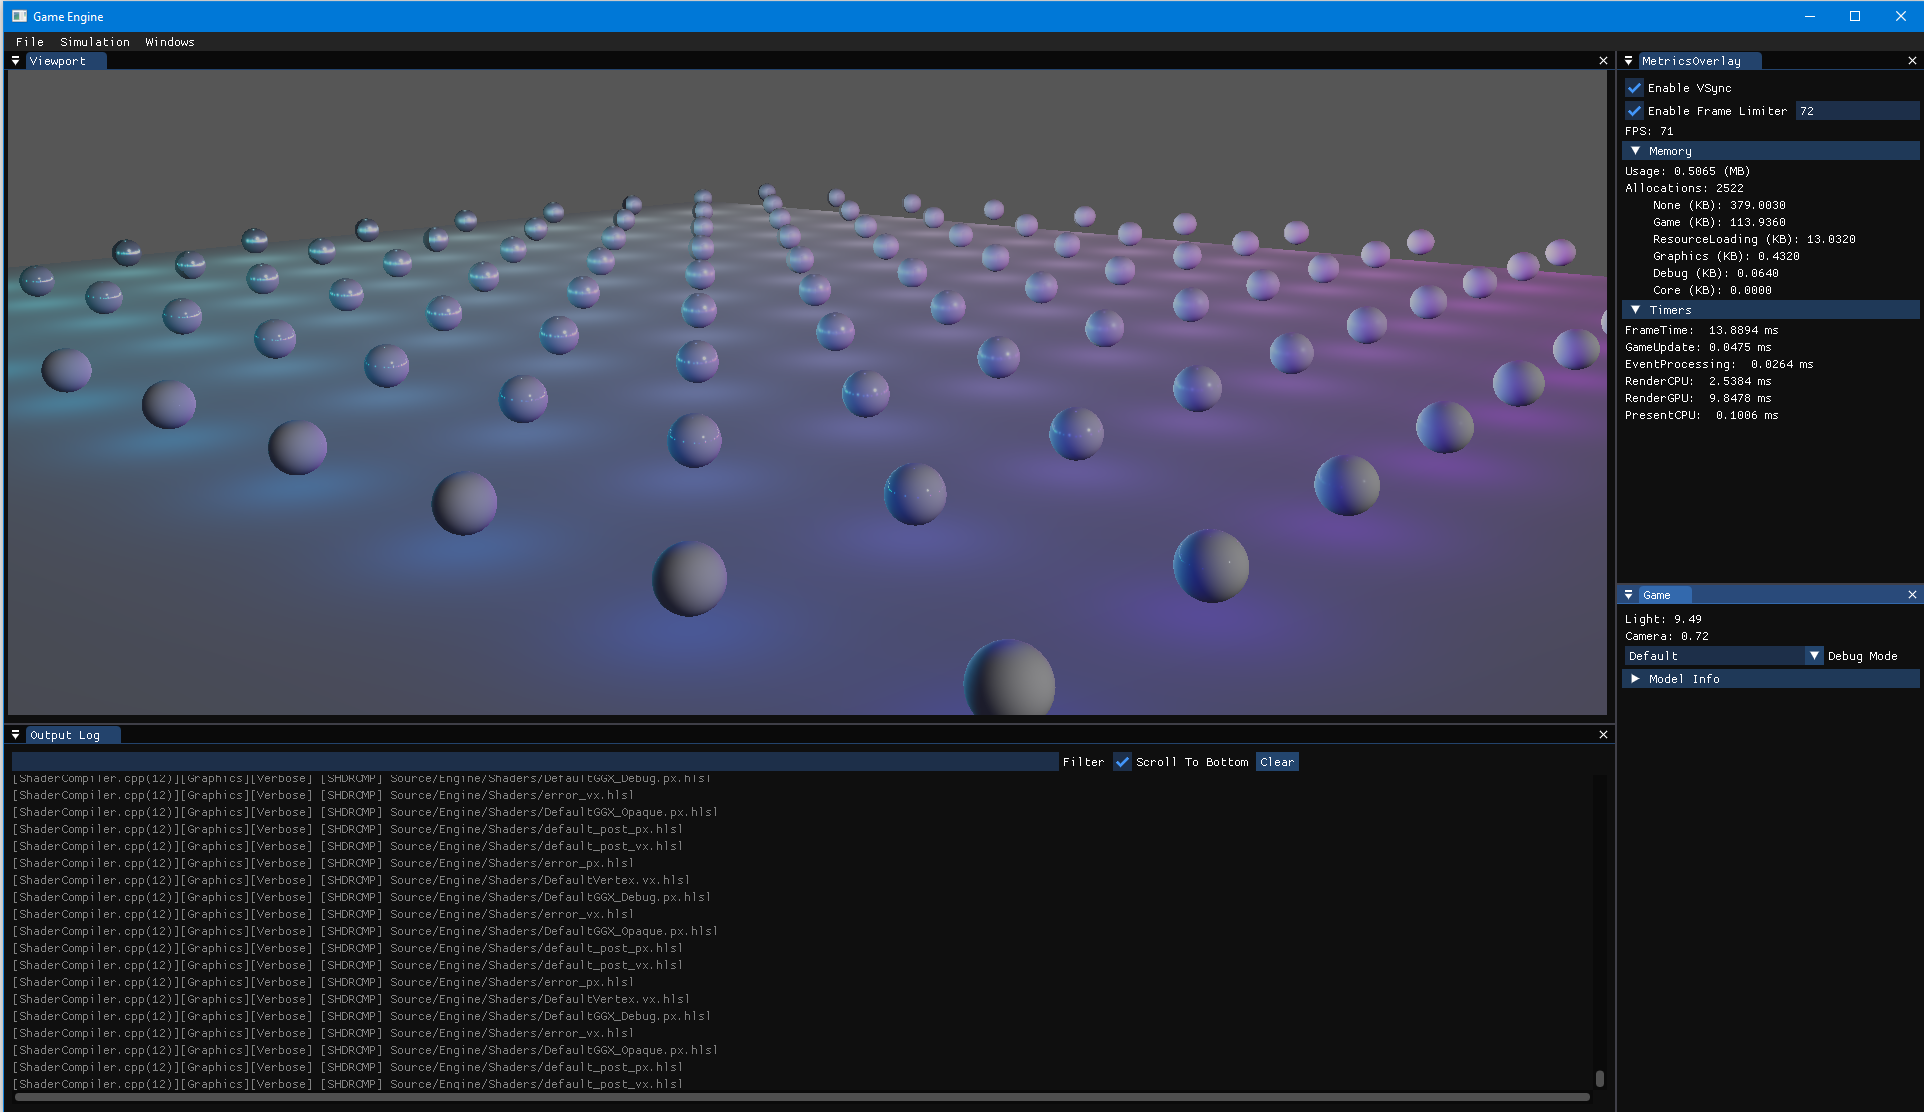 Game Engine
File Simulation Windows
Viewport
MetricsOverlay
Enable VSync
Enable Frame Limiter 72
FPS: 71
Memory
Usage: 0.5065 (MB)
Allocations: 2522
None (KB): 379.0030
Game (KB): 113.9360
ResourceLoading (KB): 13.0320
Graphics (KB): 0.4320
Debug (KB): 0.0640
Core (KB): 0.0000
Timers
FrameTime: 13.8894 ms
GameUpdate: 0.0475 ms
EventProcessing: 0.0264 ms
RenderCPU: 2.5384 ms
RenderGPU: 9.8478 ms
PresentCPU: 0.1006 ms
Game
Light: 9.49
Camera: 0.72
Default Debug Mode
Model Info
Output Log
Filter Scroll To Bottom Clear
[ShaderCompiler.cpp(12)][Graphics][Verbose] [SHDRCMP] Source/Engine/Shaders/DefaultGGX_Debug.px.hlsl
[ShaderCompiler.cpp(12)][Graphics][Verbose] [SHDRCMP] Source/Engine/Shaders/error_vx.hlsl
[ShaderCompiler.cpp(12)][Graphics][Verbose] [SHDRCMP] Source/Engine/Shaders/DefaultGGX_Opaque.px.hlsl
[ShaderCompiler.cpp(12)][Graphics][Verbose] [SHDRCMP] Source/Engine/Shaders/default_post_px.hlsl
[ShaderCompiler.cpp(12)][Graphics][Verbose] [SHDRCMP] Source/Engine/Shaders/default_post_vx.hlsl
[ShaderCompiler.cpp(12)][Graphics][Verbose] [SHDRCMP] Source/Engine/Shaders/error_px.hlsl
[ShaderCompiler.cpp(12)][Graphics][Verbose] [SHDRCMP] Source/Engine/Shaders/DefaultVertex.vx.hlsl
[ShaderCompiler.cpp(12)][Graphics][Verbose] [SHDRCMP] Source/Engine/Shaders/DefaultGGX_Debug.px.hlsl
[ShaderCompiler.cpp(12)][Graphics][Verbose] [SHDRCMP] Source/Engine/Shaders/error_vx.hlsl
[ShaderCompiler.cpp(12)][Graphics][Verbose] [SHDRCMP] Source/Engine/Shaders/DefaultGGX_Opaque.px.hlsl
[ShaderCompiler.cpp(12)][Graphics][Verbose] [SHDRCMP] Source/Engine/Shaders/default_post_px.hlsl
[ShaderCompiler.cpp(12)][Graphics][Verbose] [SHDRCMP] Source/Engine/Shaders/default_post_vx.hlsl
[ShaderCompiler.cpp(12)][Graphics][Verbose] [SHDRCMP] Source/Engine/Shaders/error_px.hlsl
[ShaderCompiler.cpp(12)][Graphics][Verbose] [SHDRCMP] Source/Engine/Shaders/DefaultVertex.vx.hlsl
[ShaderCompiler.cpp(12)][Graphics][Verbose] [SHDRCMP] Source/Engine/Shaders/DefaultGGX_Debug.px.hlsl
[ShaderCompiler.cpp(12)][Graphics][Verbose] [SHDRCMP] Source/Engine/Shaders/error_vx.hlsl
[ShaderCompiler.cpp(12)][Graphics][Verbose] [SHDRCMP] Source/Engine/Shaders/DefaultGGX_Opaque.px.hlsl
[ShaderCompiler.cpp(12)][Graphics][Verbose] [SHDRCMP] Source/Engine/Shaders/default_post_px.hlsl
[ShaderCompiler.cpp(12)][Graphics][Verbose] [SHDRCMP] Source/Engine/Shaders/default_post_vx.hlsl